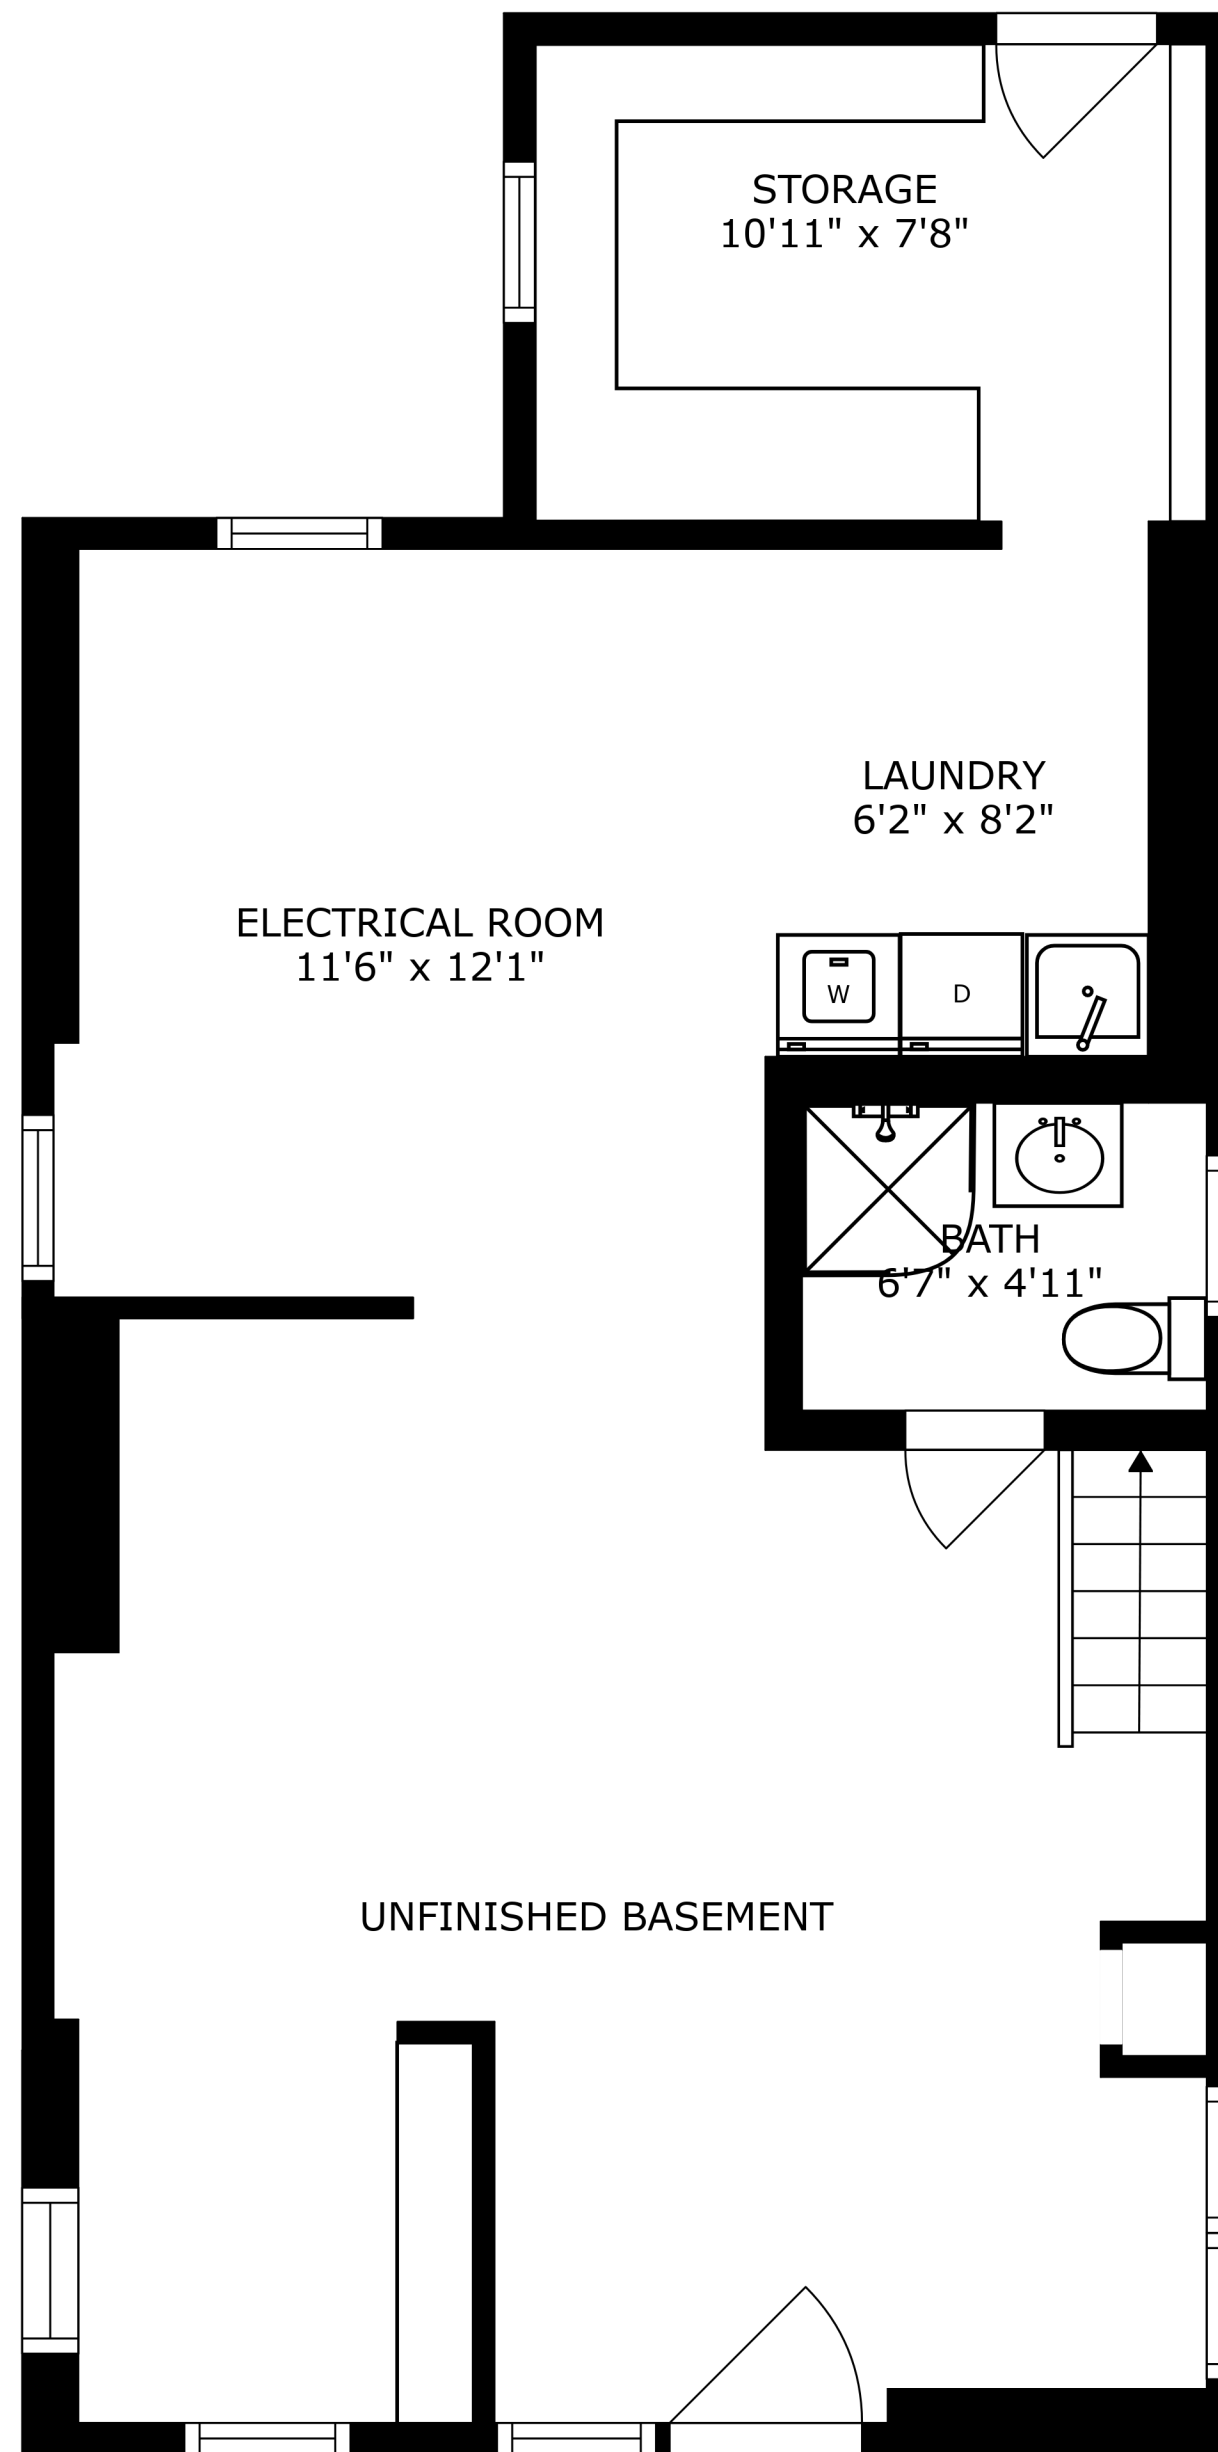 STORAGE
10'11" x 7'8"
LAUNDRY
6'2" x 8'2"
ELECTRICAL ROOM
11'6" x 12'1"
W
D
BATH
6'7" x 4'11"
UNFINISHED BASEMENT